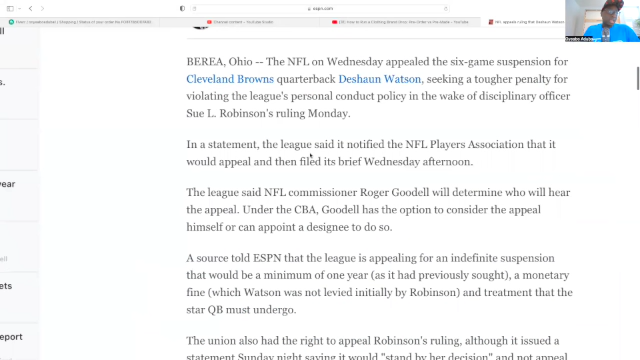 espn.com
Channel content - YouTube Studio
BEREA, Ohio -- The NFL on Wednesday appealed the six-game suspension for
Cleveland Browns quarterback Deshaun Watson, seeking a tougher penalty for
violating the league's personal conduct policy in the wake of disciplinary officer
Sue L. Robinson's ruling Monday.
In a statement, the league said it notified the NFL Players Association that it
would appeal and then filed its brief Wednesday afternoon.
year
The league said NFL commissioner Roger Goodell will determine who will hear
the appeal. Under the CBA, Goodell has the option to consider the appeal
himself or can appoint a designee to do so.
A source told ESPN that the league is appealing for an indefinite suspension
that would be a minimum of one year (as it had previously sought), a monetary
ets
fine (which Watson was not levied initially by Robinson) and treatment that the
star QB must undergo.
eport
The union also had the right to appeal Robinson's ruling, although it issued a
statement Sunday night saying it would "stand by her decision" and not appeal